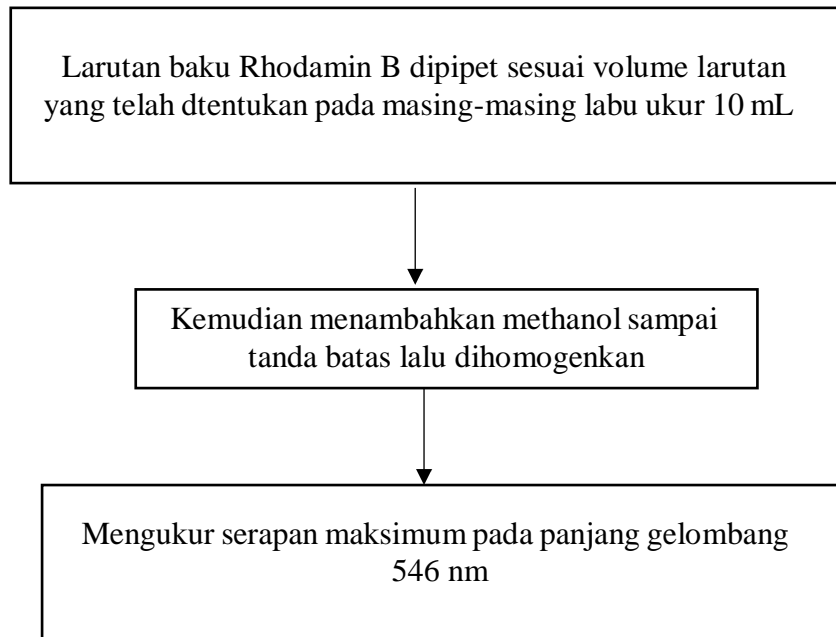 Larutan baku Rhodamin B dipipet sesuai volume larutan
yang telah dtentukan pada masing-masing labu ukur 10 mL
Kemudian menambahkan methanol sampai
tanda batas lalu dihomogenkan
Mengukur serapan maksimum pada panjang gelombang
546 nm